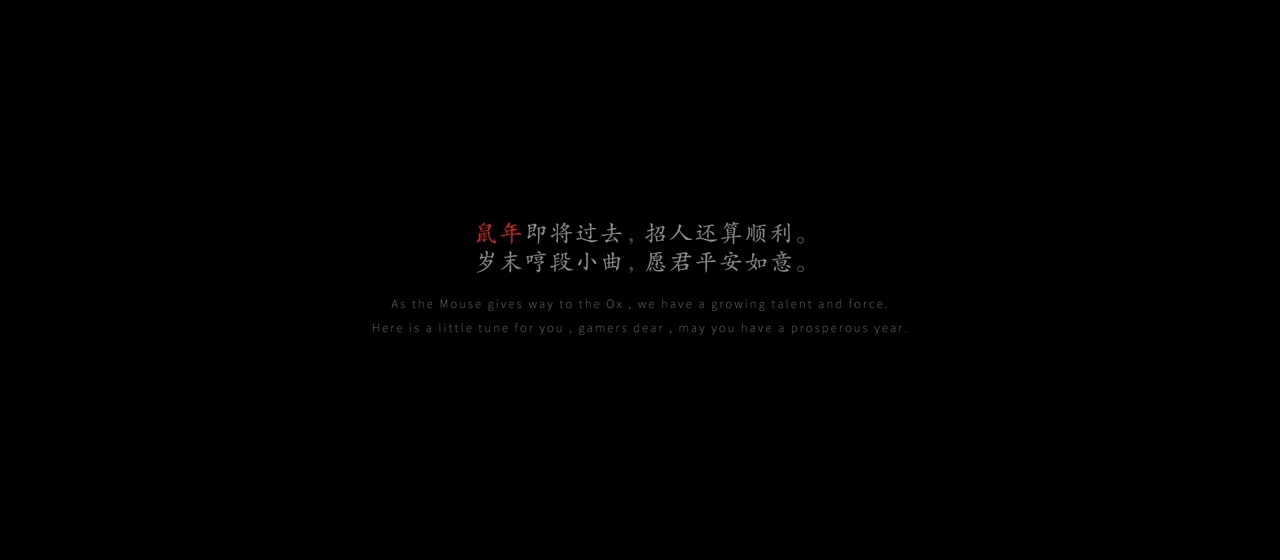 鼠年即将过去，招人还算顺利。
岁末哼段小曲，愿君平安如意。
As the Mouse gives way to the Ox , we have a growing talent and force.
Here is a little tune for you , gamers dear , may you have a prosperous year.